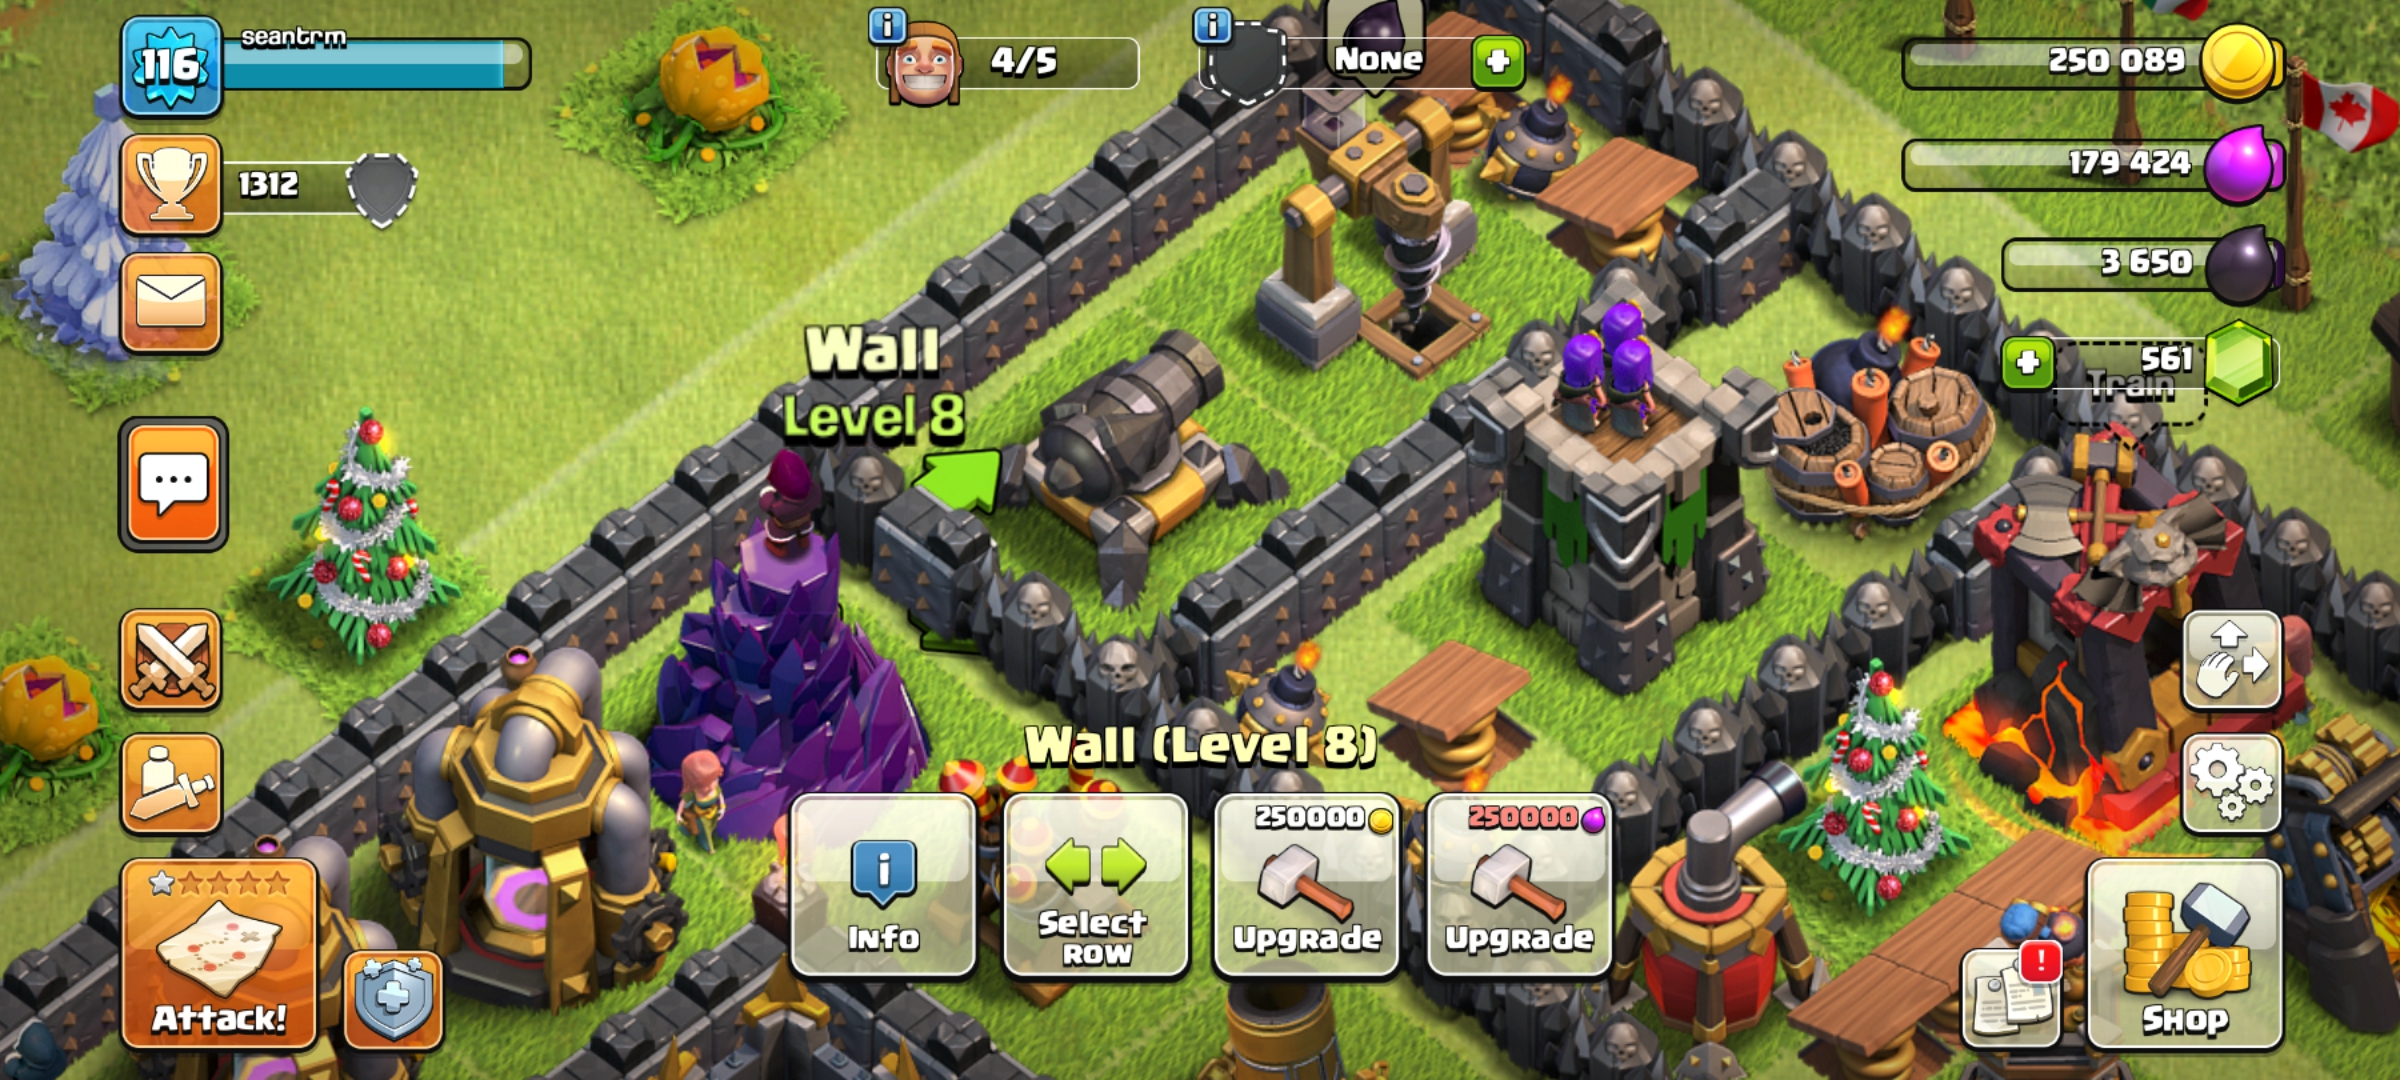 116
seantrm
4/5
None
250 089
1312
179 424
3 650
561
Train
Wall
Level 8
Wall (Level 8)
Info
Select
Row
250000
Upgrade
250000
Upgrade
Attack!
!
Shop